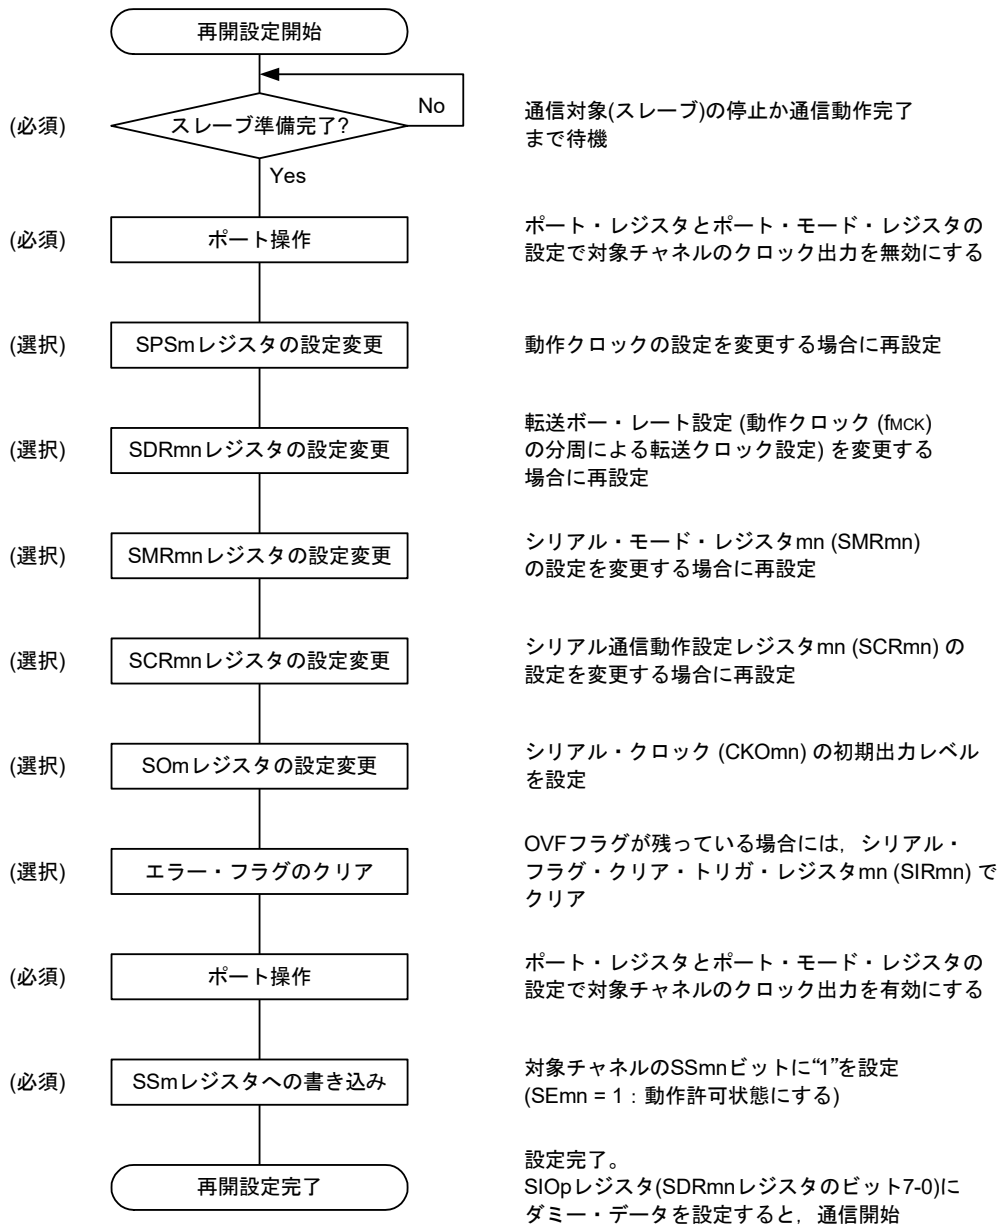 再開設定開始
No
(必須)
スレーブ準備完了?
通信対象(スレーブ)の停止か通信動作完了
まで待機
Yes
(必須)
ポート操作
ポート・レジスタとポート・モード・レジスタの
設定で対象チャネルのクロック出力を無効にする
(選択)
SPSmレジスタの設定変更
動作クロックの設定を変更する場合に再設定
(選択)
SDRmnレジスタの設定変更
転送ボー・レート設定 (動作クロック (fMCK)
の分周による転送クロック設定) を変更する
場合に再設定
(選択)
SMRmnレジスタの設定変更
シリアル・モード・レジスタmn (SMRmn)
の設定を変更する場合に再設定
(選択)
SCRmnレジスタの設定変更
シリアル通信動作設定レジスタmn (SCRmn) の
設定を変更する場合に再設定
(選択)
SOmレジスタの設定変更
シリアル・クロック (CKOmn) の初期出力レベル
を設定
(選択)
エラー・フラグのクリア
OVFフラグが残っている場合には，シリアル・
フラグ・クリア・トリガ・レジスタmn (SIRmn) で
クリア
(必須)
ポート操作
ポート・レジスタとポート・モード・レジスタの
設定で対象チャネルのクロック出力を有効にする
(必須)
SSmレジスタへの書き込み
対象チャネルのSSmnビットに“1”を設定
(SEmn = 1：動作許可状態にする)
再開設定完了
設定完了。
SIOpレジスタ(SDRmnレジスタのビット7-0)に
ダミー・データを設定すると，通信開始